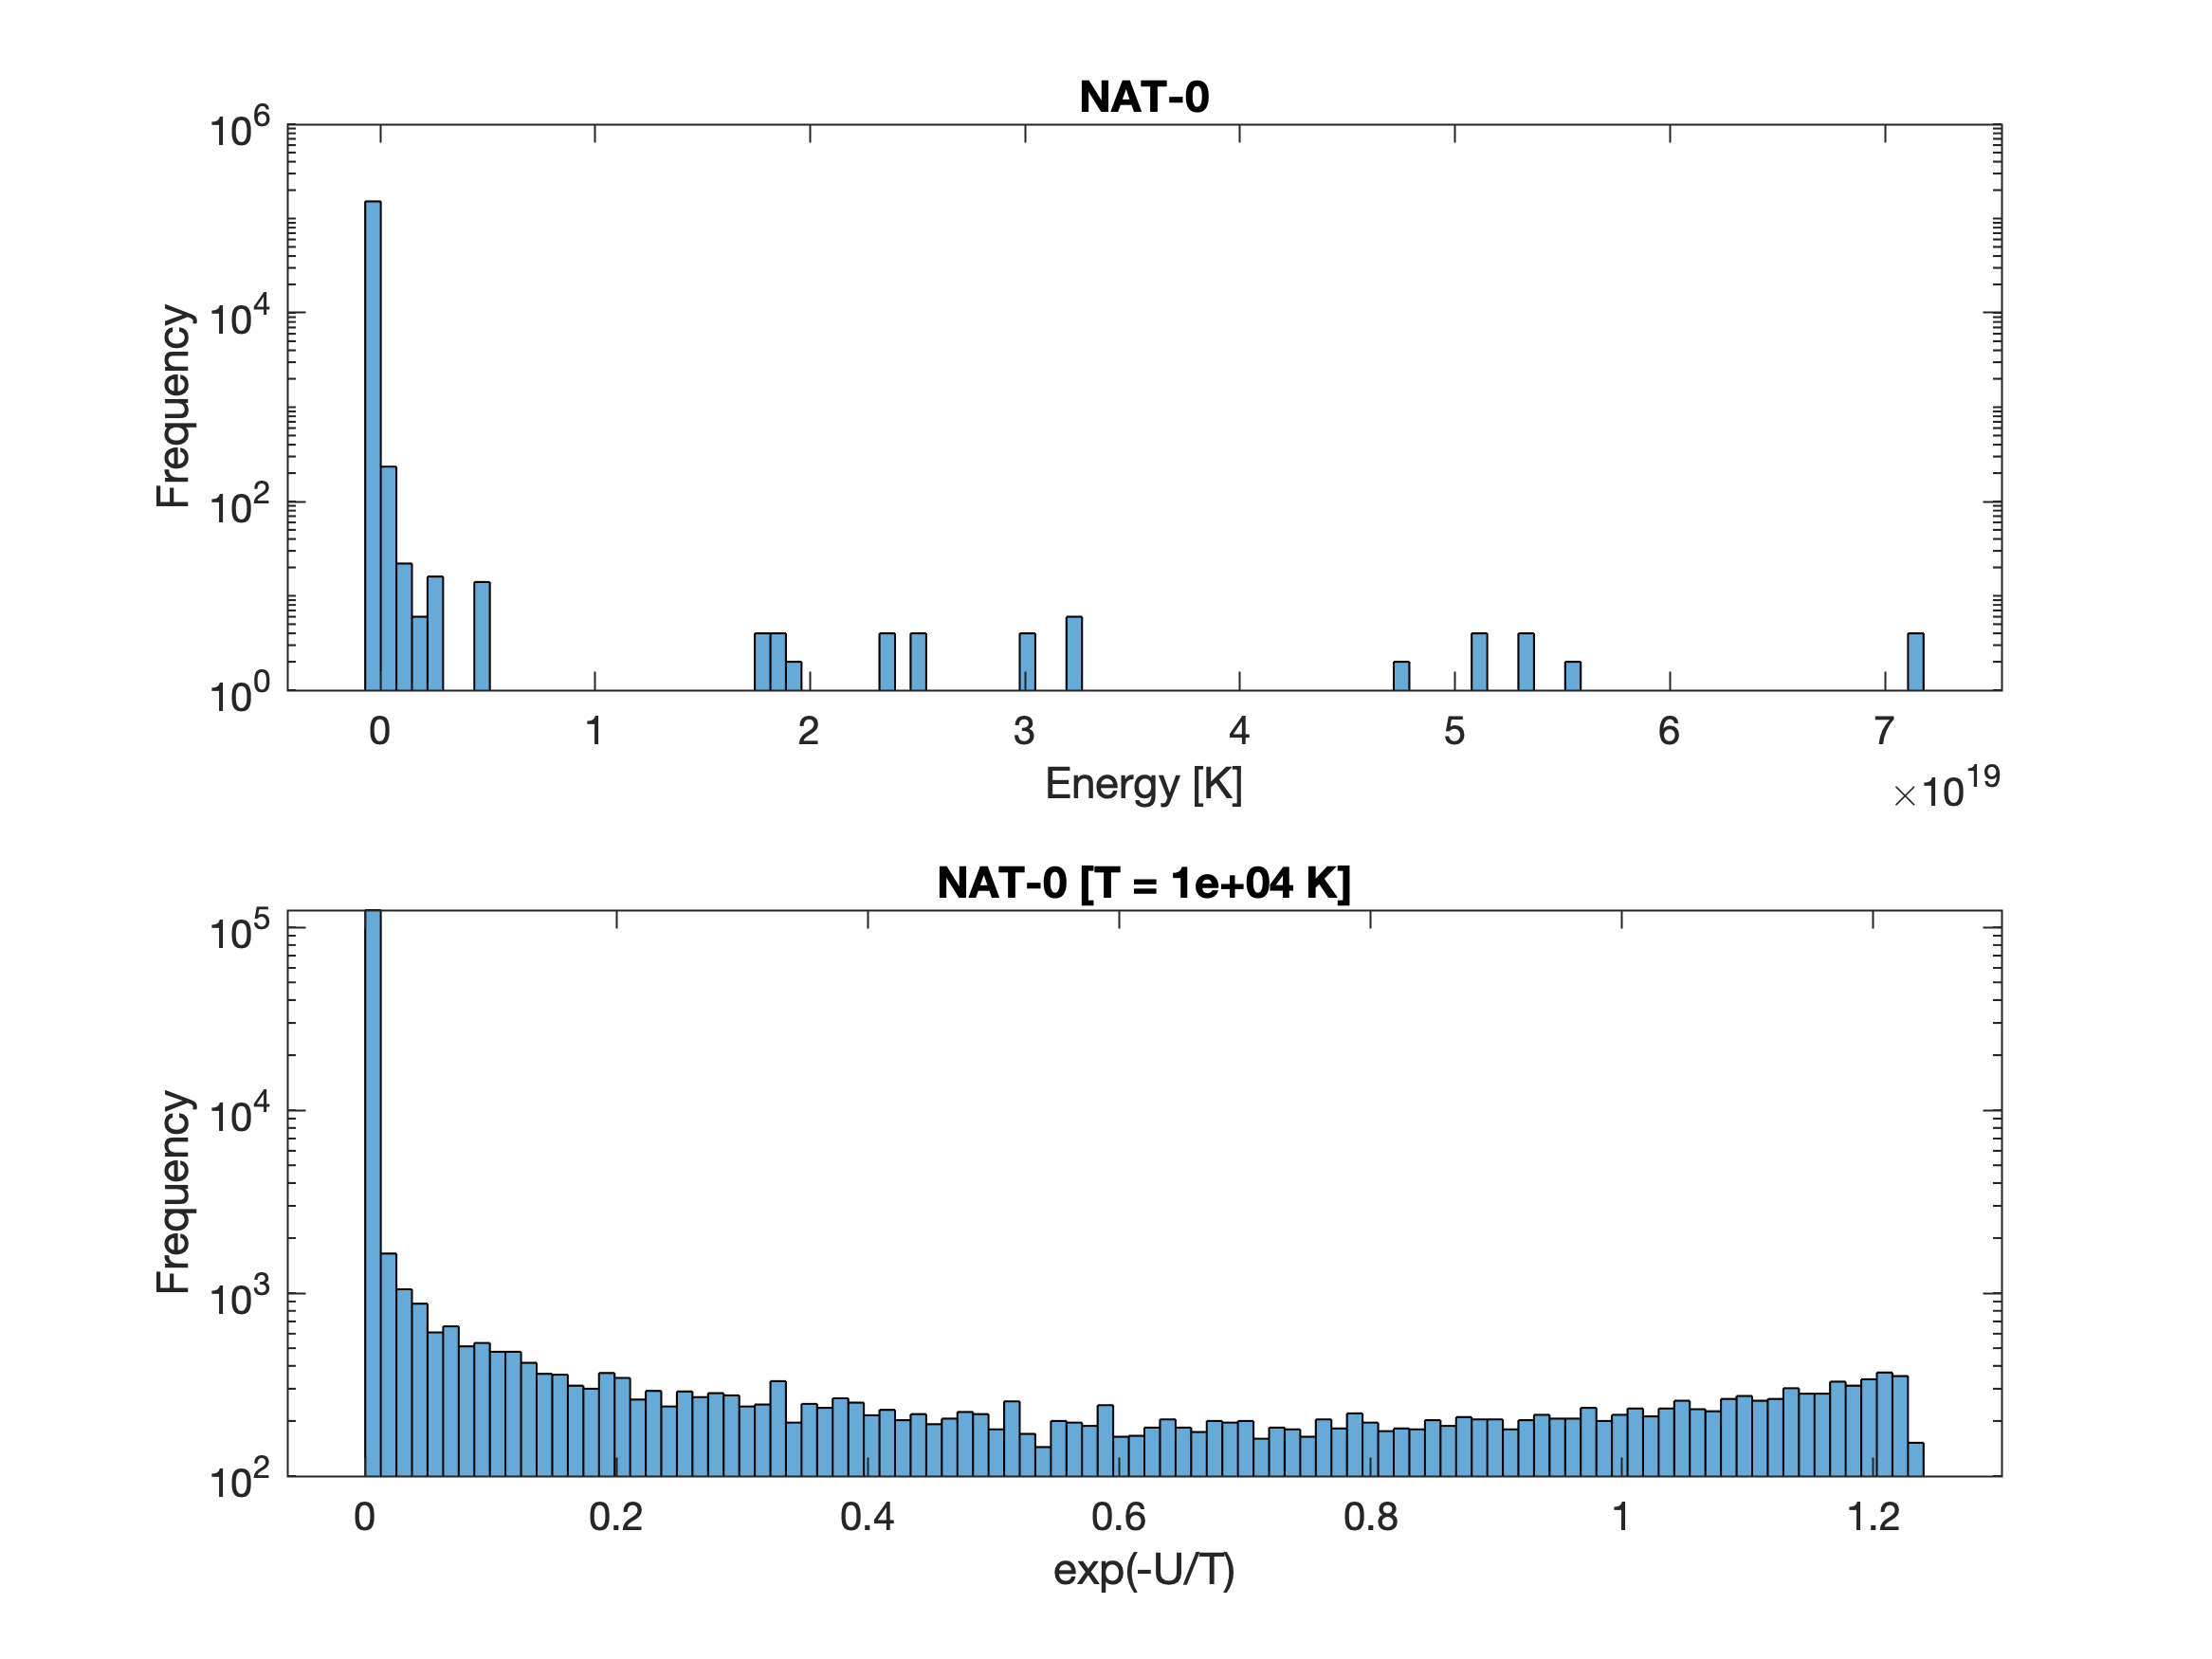 NAT-0
10^6
10^4
10^2
10^0
Frequency
0 1 2 3 4 5 6 7
Energy [K]
×10^19
NAT-0 [T = 1e+04 K]
10^5
10^4
10^3
10^2
Frequency
0 0.2 0.4 0.6 0.8 1 1.2
exp(-U/T)